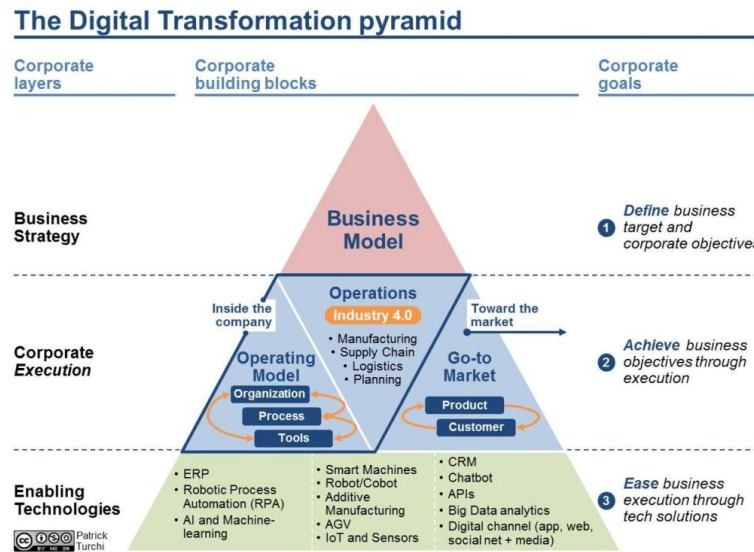 The Digital Transformation pyramid
Corporate
layers
Corporate
building blocks
Corporate
goals
Business
Strategy
Business
Model
1
Define business
target and
corporate objectives
Corporate
Execution
Inside the
company
Operations
Industry 4.0
• Manufacturing
• Supply Chain
• Logistics
• Planning
Toward the
market
Operating
Model
Organization
Process
Tools
Go-to
Market
Product
Customer
2
Achieve business
objectives through
execution
Enabling
Technologies
• ERP
• Robotic Process
Automation (RPA)
• AI and Machine-
learning
• Smart Machines
• Robot/Cobot
• Additive
Manufacturing
• AGV
• IoT and Sensors
• CRM
• Chatbot
• APIs
• Big Data analytics
• Digital channel (app, web,
social net + media)
3
Ease business
execution through
tech solutions
CC
BY NC SA
Patrick
Turchi